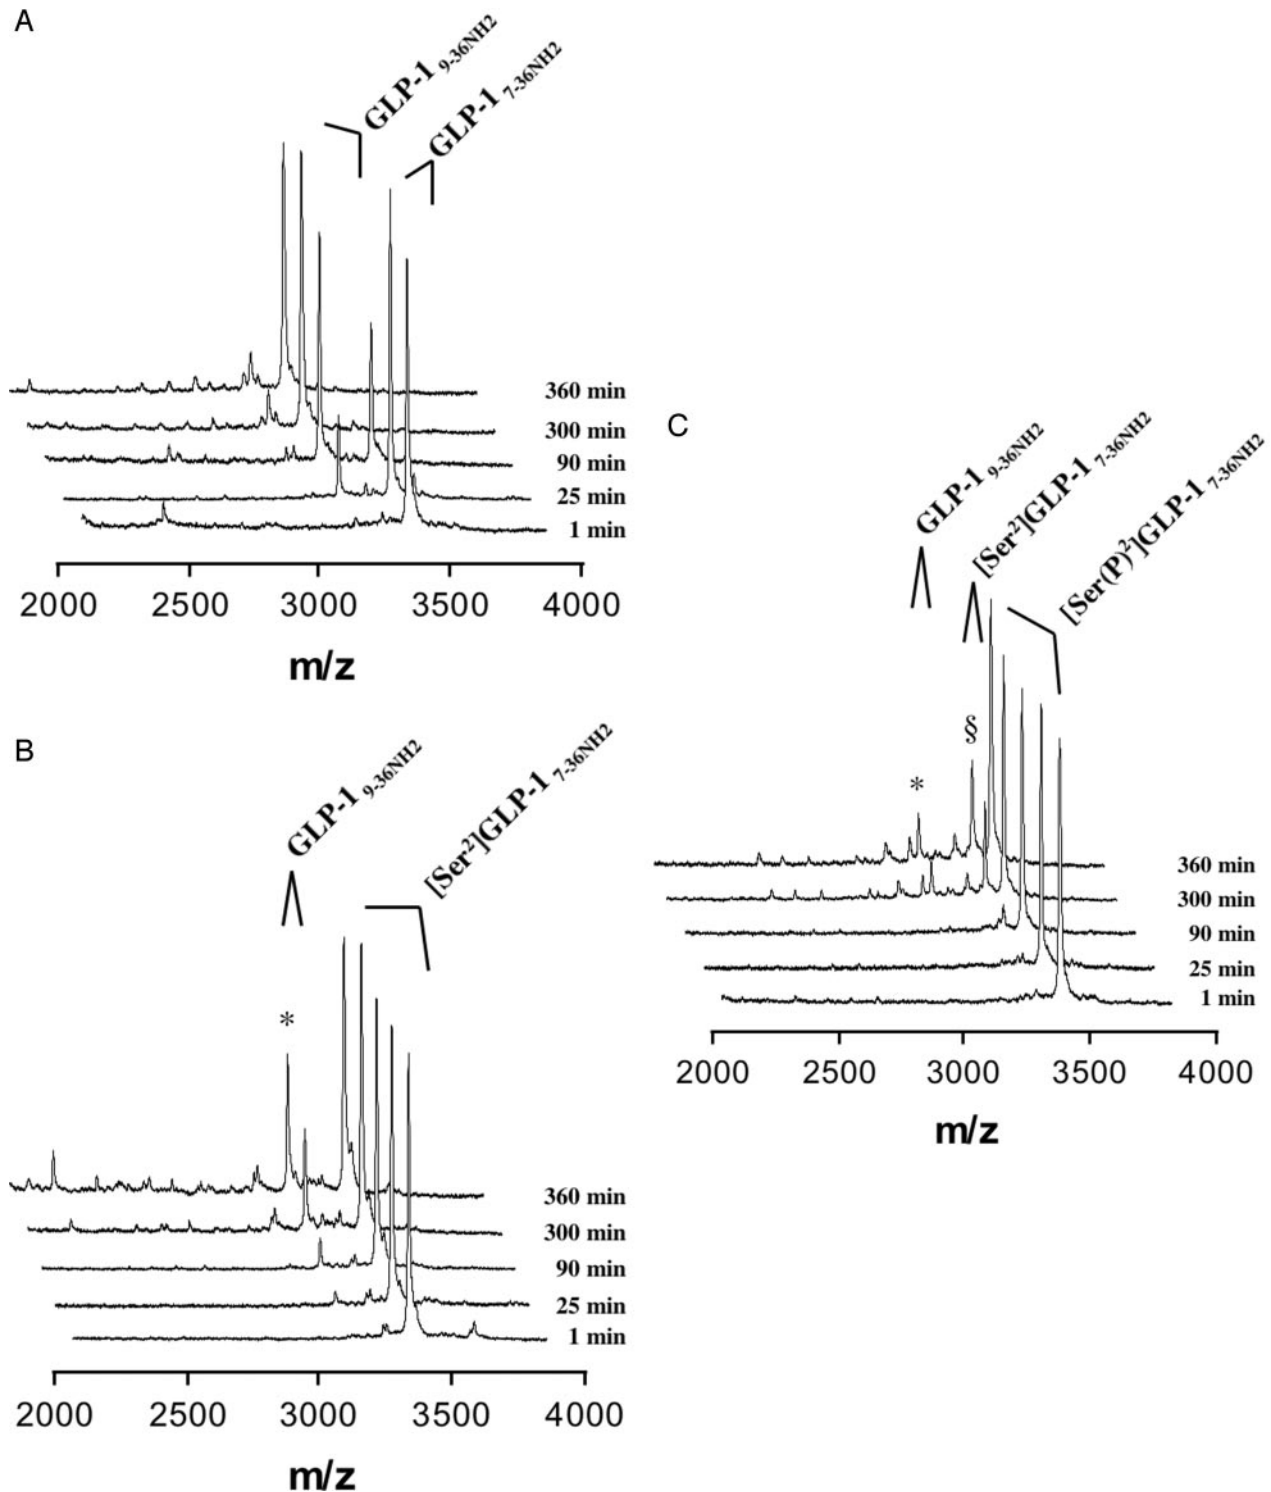 A
GLP-1 9-36NH2
GLP-1 7-36NH2
360 min
300 min
90 min
25 min
1 min
2000 2500 3000 3500 4000
m/z
B
GLP-1 9-36NH2
[Ser2]GLP-1 7-36NH2
*
360 min
300 min
90 min
25 min
1 min
2000 2500 3000 3500 4000
m/z
C
GLP-1 9-36NH2
[Ser2]GLP-1 7-36NH2
[Ser(P)2]GLP-1 7-36NH2
§
*
360 min
300 min
90 min
25 min
1 min
2000 2500 3000 3500 4000
m/z